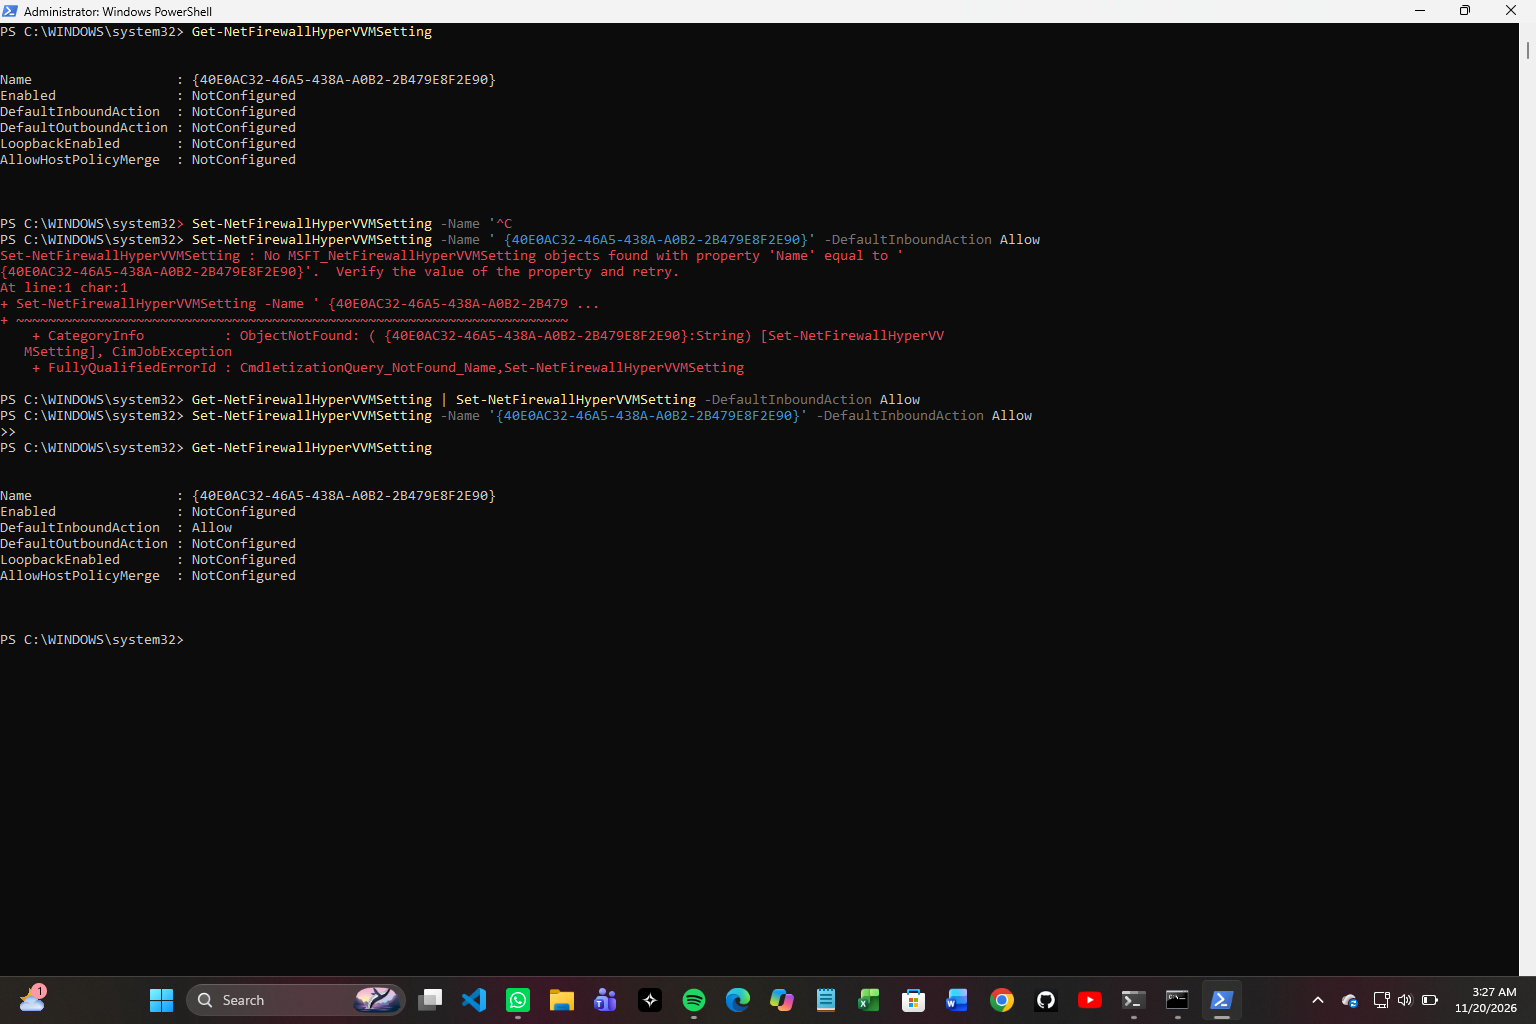 Administrator: Windows PowerShell
PS C:\WINDOWS\system32> Get-NetFirewallHyperVVMSetting
Name                  : {40E0AC32-46A5-438A-A0B2-2B479E8F2E90}
Enabled               : NotConfigured
DefaultInboundAction  : NotConfigured
DefaultOutboundAction : NotConfigured
LoopbackEnabled       : NotConfigured
AllowHostPolicyMerge  : NotConfigured
PS C:\WINDOWS\system32> Set-NetFirewallHyperVVMSetting -Name '^C
PS C:\WINDOWS\system32> Set-NetFirewallHyperVVMSetting -Name ' {40E0AC32-46A5-438A-A0B2-2B479E8F2E90}' -DefaultInboundAction Allow
Set-NetFirewallHyperVVMSetting : No MSFT_NetFirewallHyperVVMSetting objects found with property 'Name' equal to '
{40E0AC32-46A5-438A-A0B2-2B479E8F2E90}'.  Verify the value of the property and retry.
At line:1 char:1
+ Set-NetFirewallHyperVVMSetting -Name ' {40E0AC32-46A5-438A-A0B2-2B479 ...
+ ~~~~~~~~~~~~~~~~~~~~~~~~~~~~~~~~~~~~~~~~~~~~~~~~~~~~~~~~~~~~~~~~~~~~~
    + CategoryInfo          : ObjectNotFound: ( {40E0AC32-46A5-438A-A0B2-2B479E8F2E90}:String) [Set-NetFirewallHyperVV
   MSetting], CimJobException
    + FullyQualifiedErrorId : CmdletizationQuery_NotFound_Name,Set-NetFirewallHyperVVMSetting
PS C:\WINDOWS\system32> Get-NetFirewallHyperVVMSetting | Set-NetFirewallHyperVVMSetting -DefaultInboundAction Allow
PS C:\WINDOWS\system32> Set-NetFirewallHyperVVMSetting -Name '{40E0AC32-46A5-438A-A0B2-2B479E8F2E90}' -DefaultInboundAction Allow
>>
PS C:\WINDOWS\system32> Get-NetFirewallHyperVVMSetting
Name                  : {40E0AC32-46A5-438A-A0B2-2B479E8F2E90}
Enabled               : NotConfigured
DefaultInboundAction  : Allow
DefaultOutboundAction : NotConfigured
LoopbackEnabled       : NotConfigured
AllowHostPolicyMerge  : NotConfigured
PS C:\WINDOWS\system32>
1
Search
3:27 AM
11/20/2026